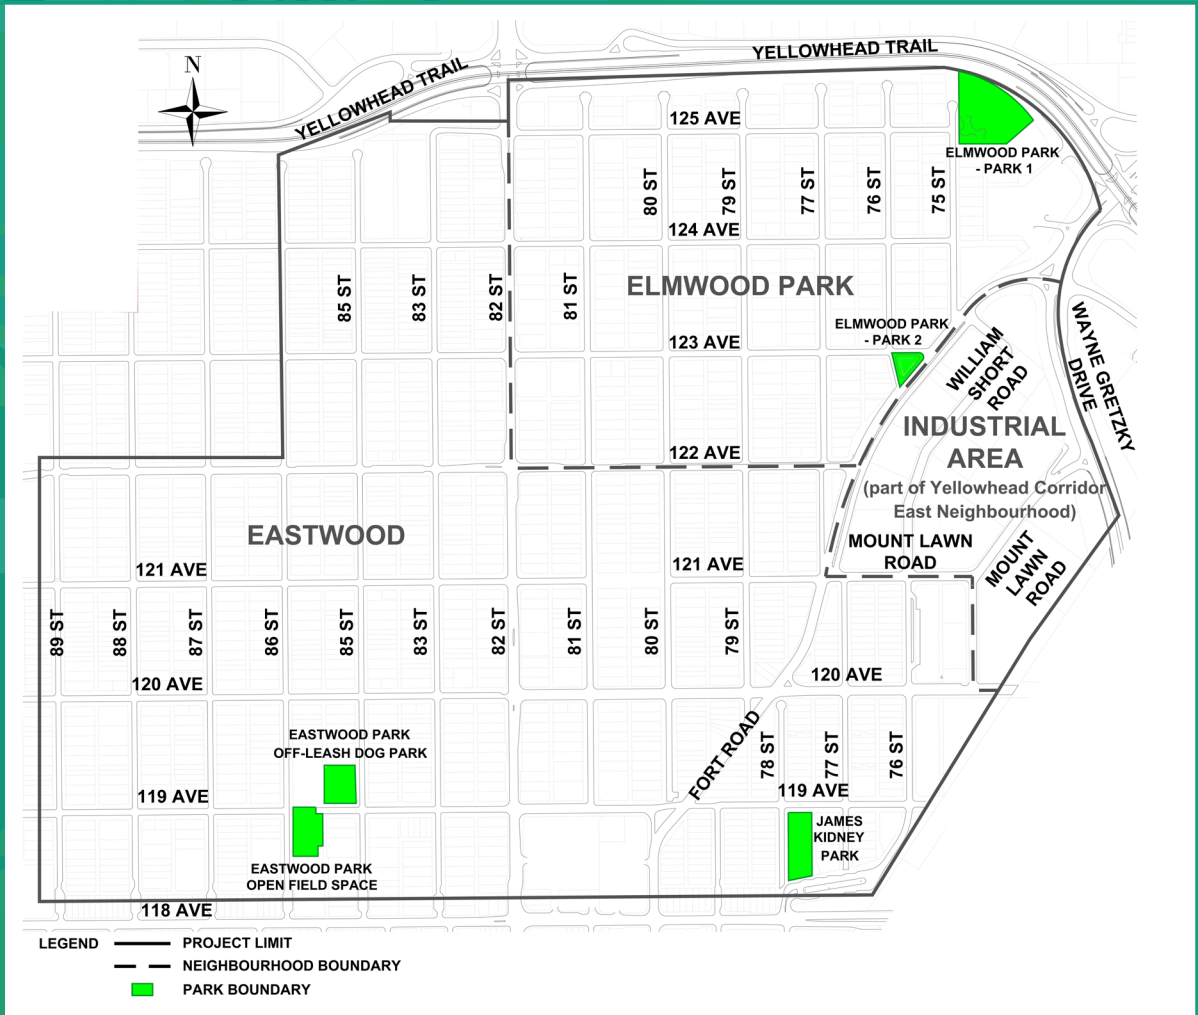 YELLOWHEAD TRAIL
N
YELLOWHEAD TRAIL
125 AVE
ELMWOOD PARK
- PARK 1
80 ST
79 ST
77 ST
76 ST
75 ST
124 AVE
85 ST
83 ST
82 ST
81 ST
ELMWOOD PARK
ELMWOOD PARK
- PARK 2
123 AVE
WILLIAM
SHORT
ROAD
WAYNE GRETZKY
DRIVE
INDUSTRIAL
AREA
(part of Yellowhead Corridor
East Neighbourhood)
122 AVE
EASTWOOD
MOUNT LAWN
ROAD
MOUNT
LAWN
ROAD
121 AVE
121 AVE
89 ST
88 ST
87 ST
86 ST
85 ST
83 ST
82 ST
81 ST
80 ST
79 ST
120 AVE
120 AVE
EASTWOOD PARK
OFF-LEASH DOG PARK
FORT ROAD
78 ST
77 ST
76 ST
119 AVE
119 AVE
JAMES
KIDNEY
PARK
EASTWOOD PARK
OPEN FIELD SPACE
118 AVE
LEGEND
PROJECT LIMIT
NEIGHBOURHOOD BOUNDARY
PARK BOUNDARY